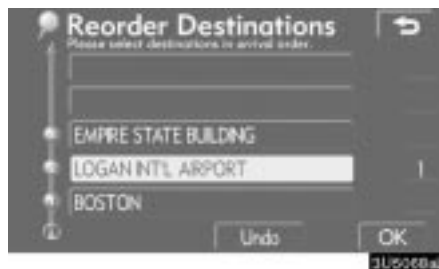 Reorder Destinations
Please select destinations in arrival order.
EMPIRE STATE BUILDING
LOGAN INT'L AIRPORT 1
BOSTON
Undo OK
3U5068a